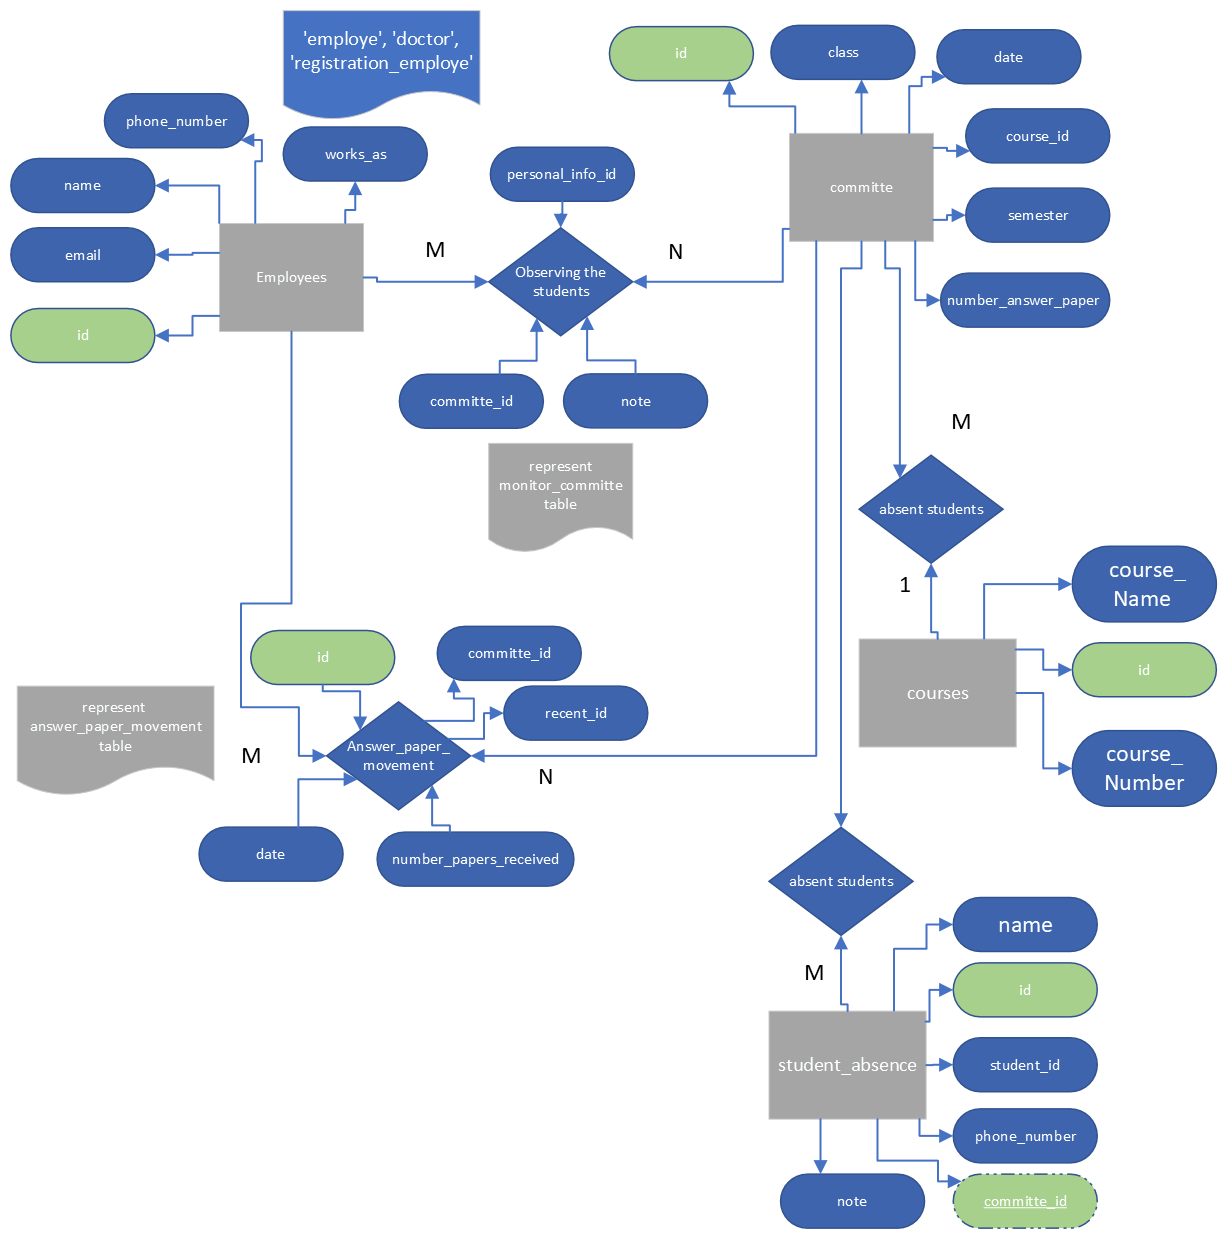 'employe', 'doctor',
'registration_employe'
id
class
date
phone_number
works_as
course_id
name
personal_info_id
committe
semester
email
M
N
Employees
Observing the
students
number_answer_paper
id
committe_id
note
M
represent
monitor_committe
table
absent students
1
course_
Name
id
committe_id
id
courses
recent_id
represent
answer_paper_movement
table
M
Answer_paper_
movement
N
course_
Number
date
number_papers_received
absent students
name
M
id
student_absence
student_id
phone_number
note
committe_id